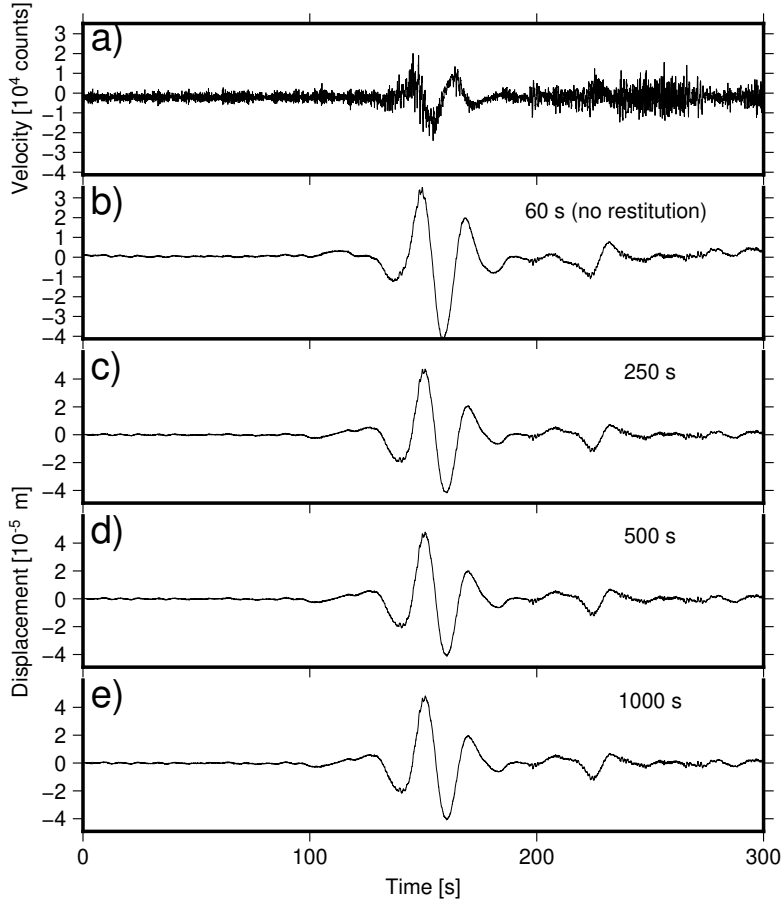 a)
Velocity [10⁴ counts]
3
2
1
0
−1
−2
−3
−4
b)
60 s (no restitution)
3
2
1
0
−1
−2
−3
−4
c)
250 s
4
2
0
−2
−4
Displacement [10⁻⁵ m]
d)
500 s
4
2
0
−2
−4
e)
1000 s
4
2
0
−2
−4
0 100 200 300
Time [s]